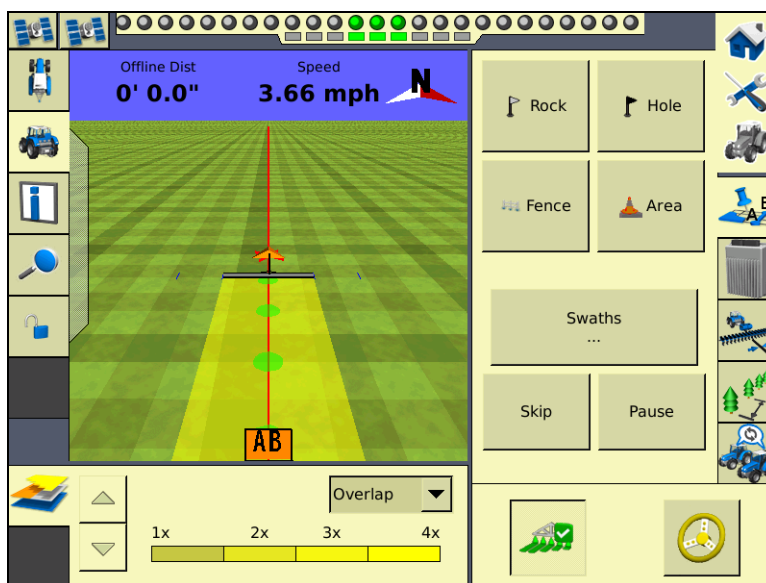 Offline Dist
0' 0.0"
Speed
3.66 mph
N
Rock
Hole
Fence
Area
A
B
Swaths
...
Skip
Pause
AB
Overlap
1x 2x 3x 4x